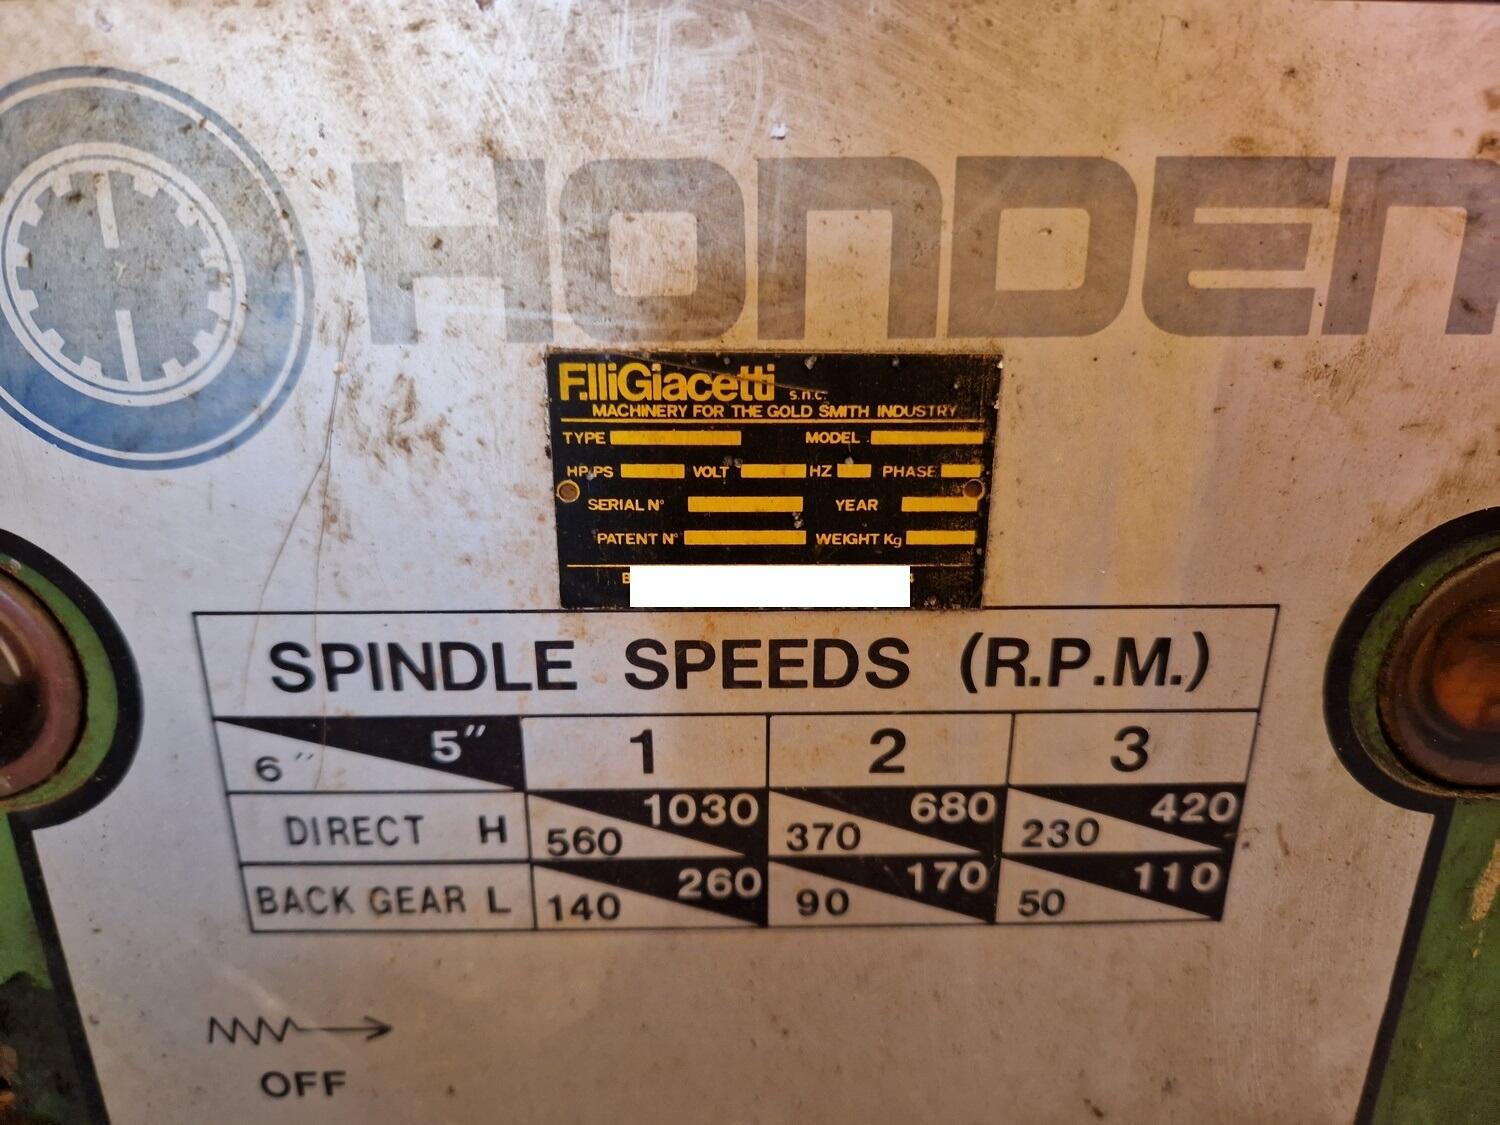 HONDEN
F.lliGiacetti s.n.c.
MACHINERY FOR THE GOLD SMITH INDUSTRY
TYPE MODEL
HP/PS VOLT HZ PHASE
SERIAL N° YEAR
PATENT N° WEIGHT Kg
SPINDLE SPEEDS (R.P.M.)
6" 5" 1 2 3
DIRECT H 560 1030 370 680 230 420
BACK GEAR L 140 260 90 170 50 110
OFF